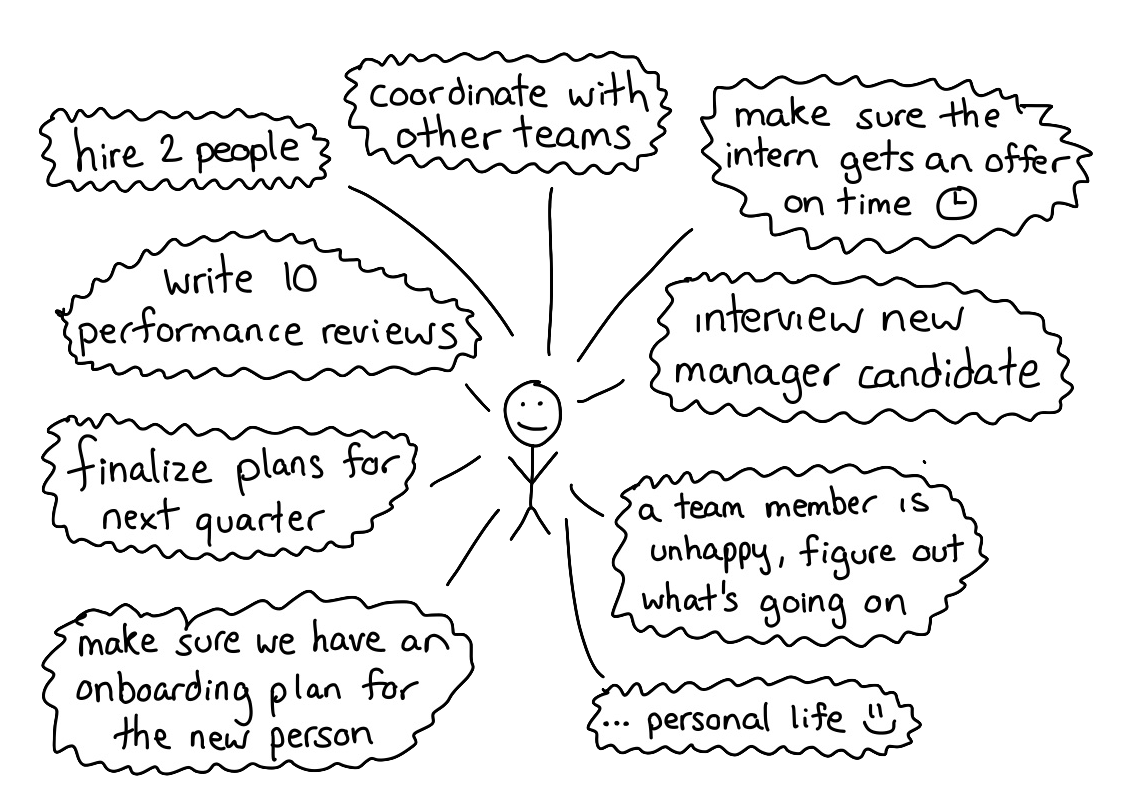 hire 2 people
coordinate with
other teams
make sure the
intern gets an offer
on time
write 10
performance reviews
interview new
manager candidate
finalize plans for
next quarter
a team member is
unhappy, figure out
what's going on
make sure we have an
onboarding plan for
the new person
... personal life